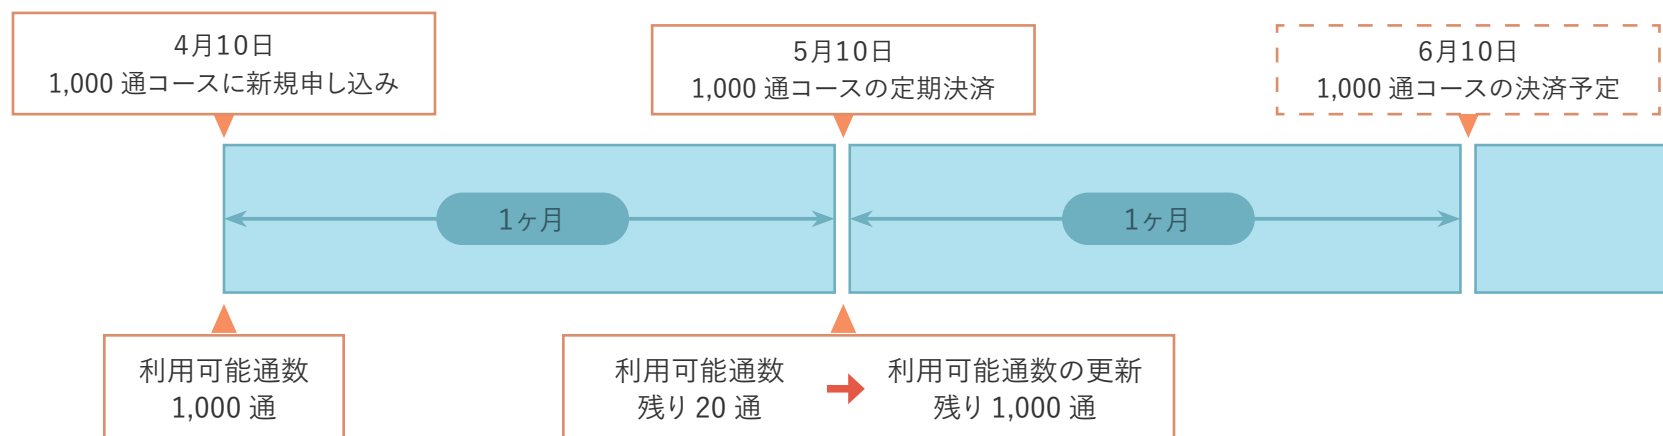 4月10日
1,000 通コースに新規申し込み
5月10日
1,000 通コースの定期決済
6月10日
1,000 通コースの決済予定
1ヶ月
1ヶ月
利用可能通数
1,000 通
利用可能通数
残り 20 通
利用可能通数の更新
残り 1,000 通